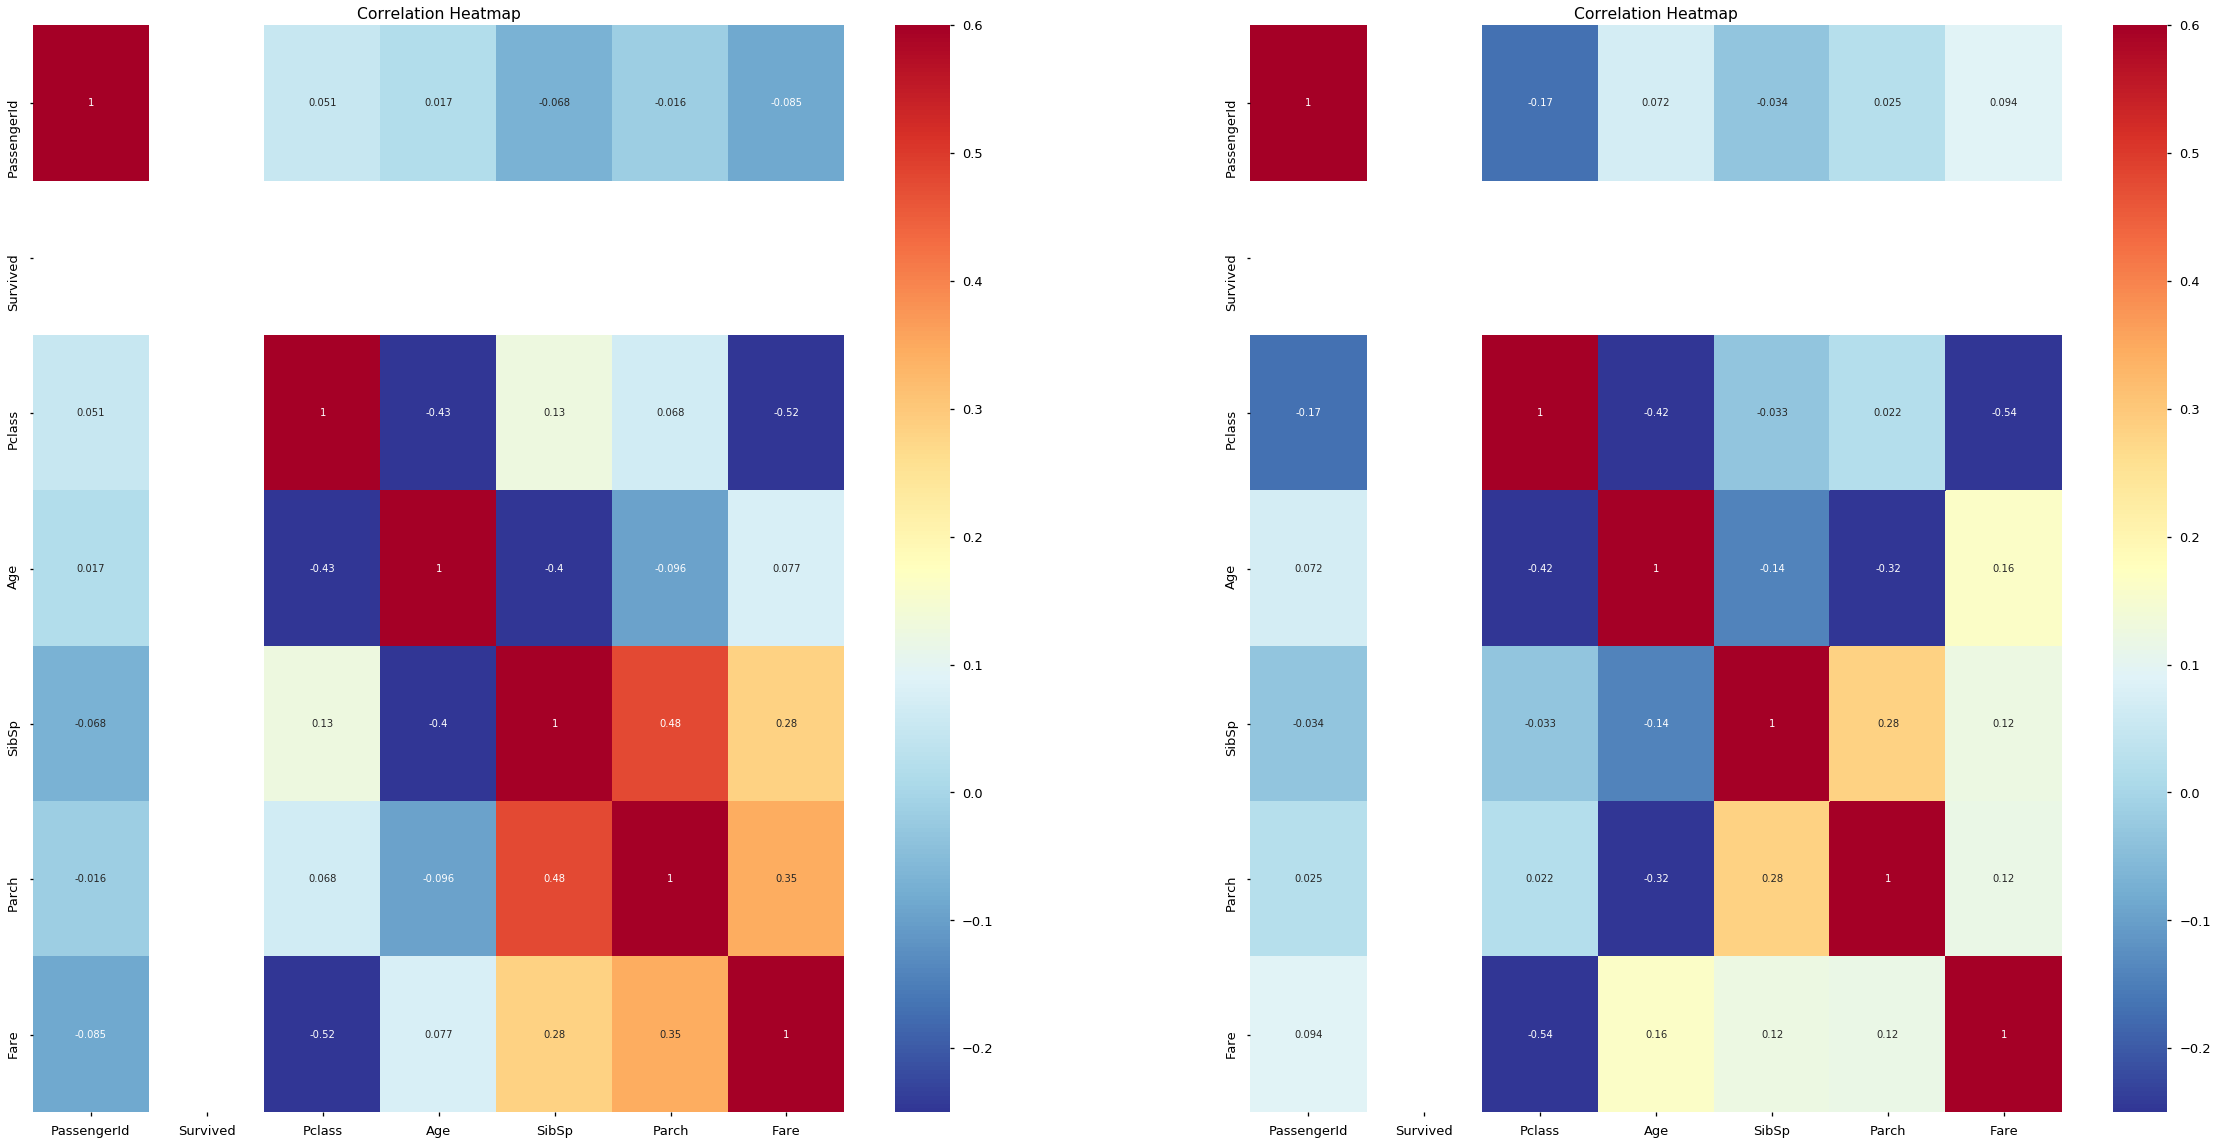 Correlation Heatmap
PassengerId 1 0.051 0.017 -0.068 -0.016 -0.085
Survived
Pclass 0.051 1 -0.43 0.13 0.068 -0.52
Age 0.017 -0.43 1 -0.4 -0.096 0.077
SibSp -0.068 0.13 -0.4 1 0.48 0.28
Parch -0.016 0.068 -0.096 0.48 1 0.35
Fare -0.085 -0.52 0.077 0.28 0.35 1
PassengerId Survived Pclass Age SibSp Parch Fare
0.6
0.5
0.4
0.3
0.2
0.1
0.0
−0.1
−0.2
Correlation Heatmap
PassengerId 1 -0.17 0.072 -0.034 0.025 0.094
Survived
Pclass -0.17 1 -0.42 -0.033 0.022 -0.54
Age 0.072 -0.42 1 -0.14 -0.32 0.16
SibSp -0.034 -0.033 -0.14 1 0.28 0.12
Parch 0.025 0.022 -0.32 0.28 1 0.12
Fare 0.094 -0.54 0.16 0.12 0.12 1
PassengerId Survived Pclass Age SibSp Parch Fare
0.6
0.5
0.4
0.3
0.2
0.1
0.0
−0.1
−0.2